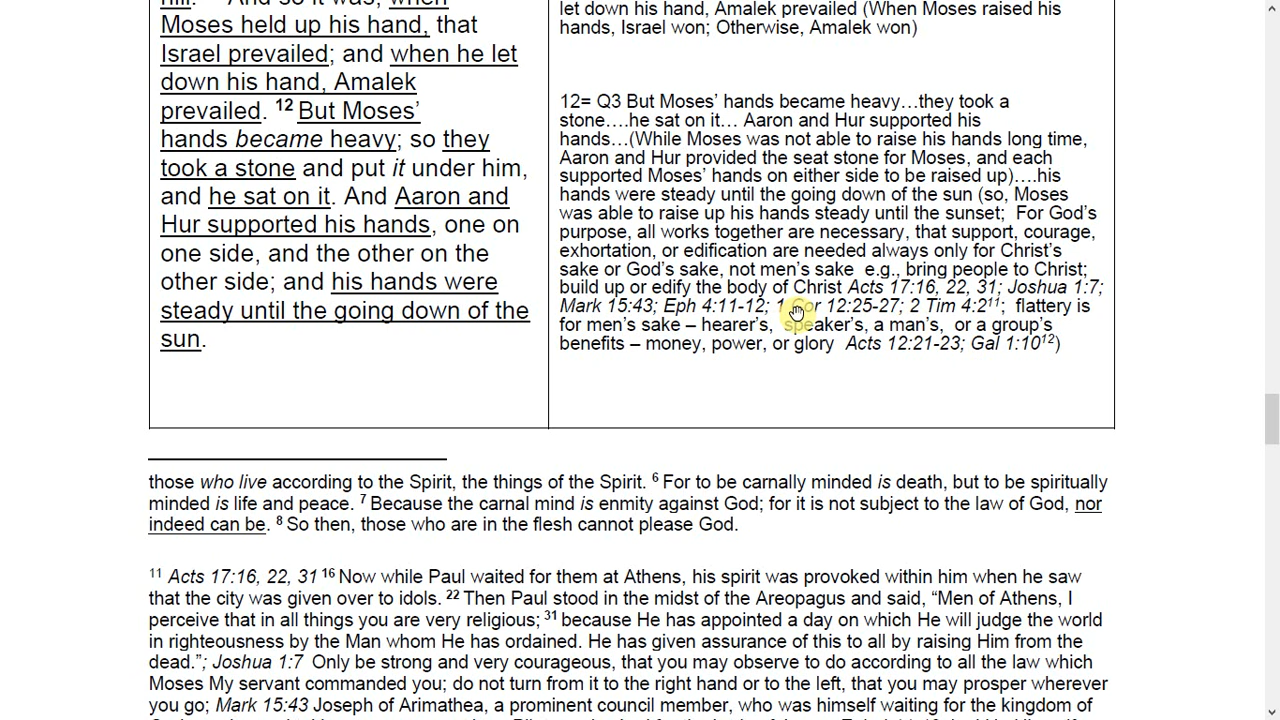 hill. And so it was, when
Moses held up his hand, that
Israel prevailed; and when he let
down his hand, Amalek
prevailed. 12 But Moses'
hands became heavy; so they
took a stone and put it under him,
and he sat on it. And Aaron and
Hur supported his hands, one on
one side, and the other on the
other side; and his hands were
steady until the going down of the
sun.
let down his hand, Amalek prevailed (When Moses raised his
hands, Israel won; Otherwise, Amalek won)
12= Q3 But Moses' hands became heavy…they took a
stone….he sat on it… Aaron and Hur supported his
hands…(While Moses was not able to raise his hands long time,
Aaron and Hur provided the seat stone for Moses, and each
supported Moses' hands on either side to be raised up)….his
hands were steady until the going down of the sun (so, Moses
was able to raise up his hands steady until the sunset;  For God's
purpose, all works together are necessary, that support, courage,
exhortation, or edification are needed always only for Christ's
sake or God's sake, not men's sake  e.g., bring people to Christ;
build up or edify the body of Christ Acts 17:16, 22, 31; Joshua 1:7;
Mark 15:43; Eph 4:11-12; 1 Cor 12:25-27; 2 Tim 4:2 11;  flattery is
for men's sake – hearer's,  speaker's, a man's,  or a group's
benefits – money, power, or glory  Acts 12:21-23; Gal 1:10 12)
those who live according to the Spirit, the things of the Spirit. 6 For to be carnally minded is death, but to be spiritually
minded is life and peace. 7 Because the carnal mind is enmity against God; for it is not subject to the law of God, nor
indeed can be. 8 So then, those who are in the flesh cannot please God.
11 Acts 17:16, 22, 31 16 Now while Paul waited for them at Athens, his spirit was provoked within him when he saw
that the city was given over to idols. 22 Then Paul stood in the midst of the Areopagus and said, “Men of Athens, I
perceive that in all things you are very religious; 31 because He has appointed a day on which He will judge the world
in righteousness by the Man whom He has ordained. He has given assurance of this to all by raising Him from the
dead.”; Joshua 1:7  Only be strong and very courageous, that you may observe to do according to all the law which
Moses My servant commanded you; do not turn from it to the right hand or to the left, that you may prosper wherever
you go; Mark 15:43 Joseph of Arimathea, a prominent council member, who was himself waiting for the kingdom of